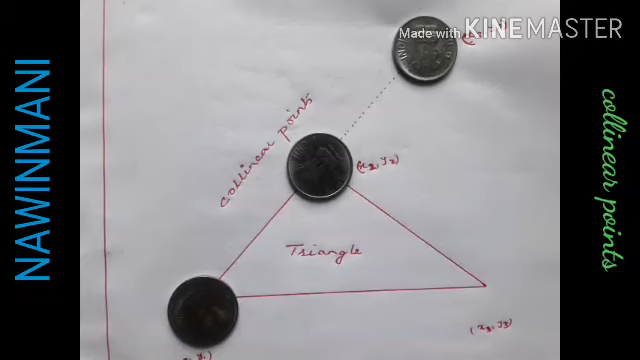 NAWINMANI
Made with KINEMASTER
collinear points
(x₂, y₂)
Triangle
(x₃, y₃)
collinear points